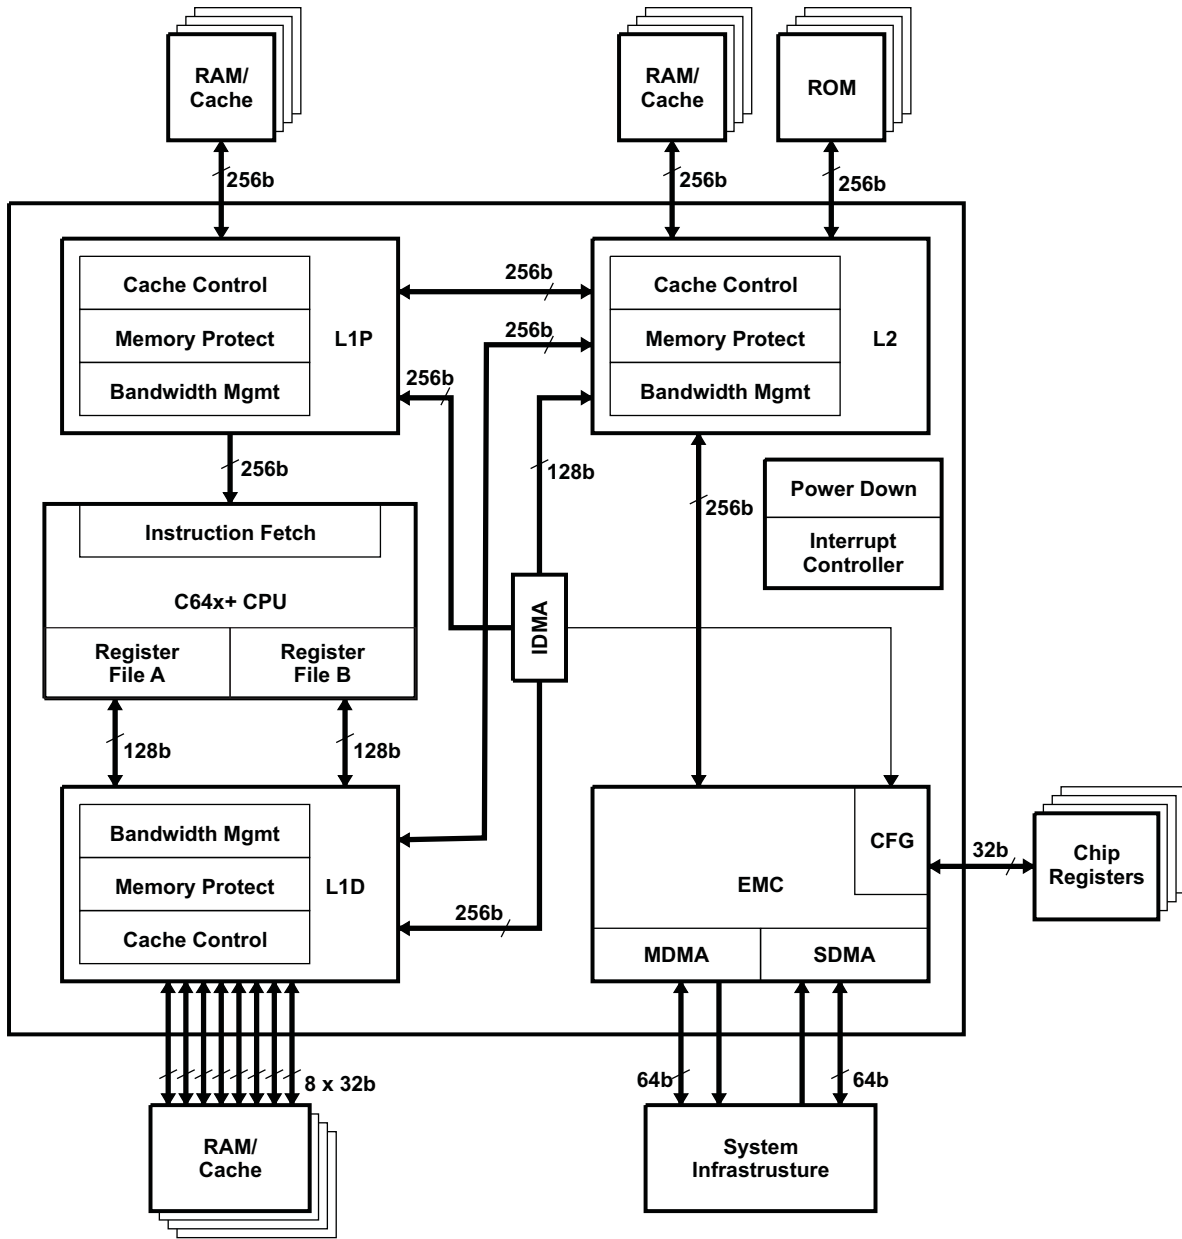 RAM/
Cache
RAM/
Cache
ROM
256b
256b
256b
Cache Control
Memory Protect
Bandwidth Mgmt
L1P
256b
256b
256b
Cache Control
Memory Protect
Bandwidth Mgmt
L2
256b
128b
256b
Power Down
Interrupt
Controller
Instruction Fetch
C64x+ CPU
Register
File A
Register
File B
IDMA
128b
128b
Bandwidth Mgmt
Memory Protect
Cache Control
L1D
256b
CFG
EMC
MDMA
SDMA
32b
Chip
Registers
8 x 32b
64b
64b
RAM/
Cache
System
Infrastrusture